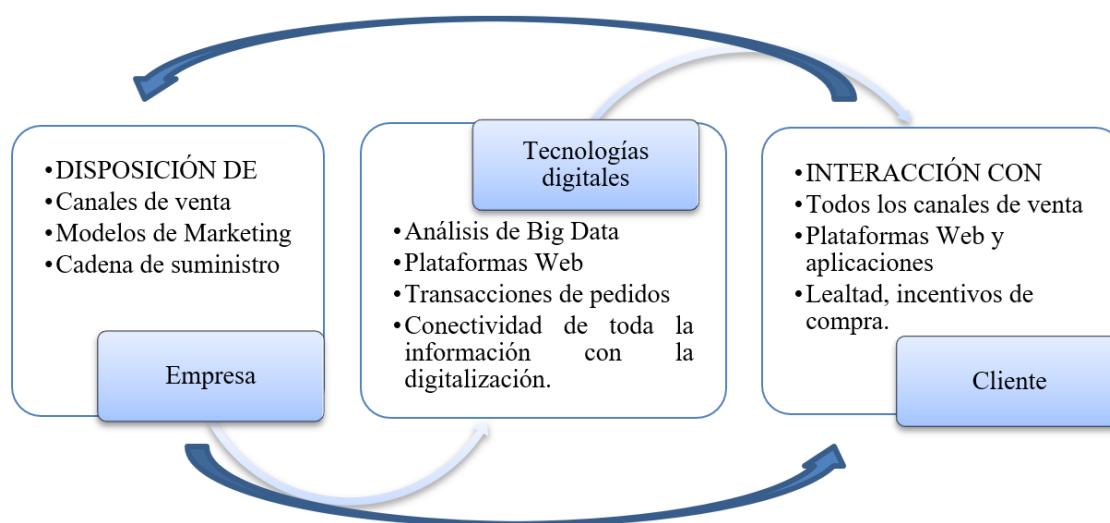 •DISPOSICIÓN DE
•Canales de venta
•Modelos de Marketing
•Cadena de suministro
Empresa
Tecnologías
digitales
•Análisis de Big Data
•Plataformas Web
•Transacciones de pedidos
•Conectividad de toda la
información con la
digitalización.
•INTERACCIÓN CON
•Todos los canales de venta
•Plataformas Web y
aplicaciones
•Lealtad, incentivos de
compra.
Cliente